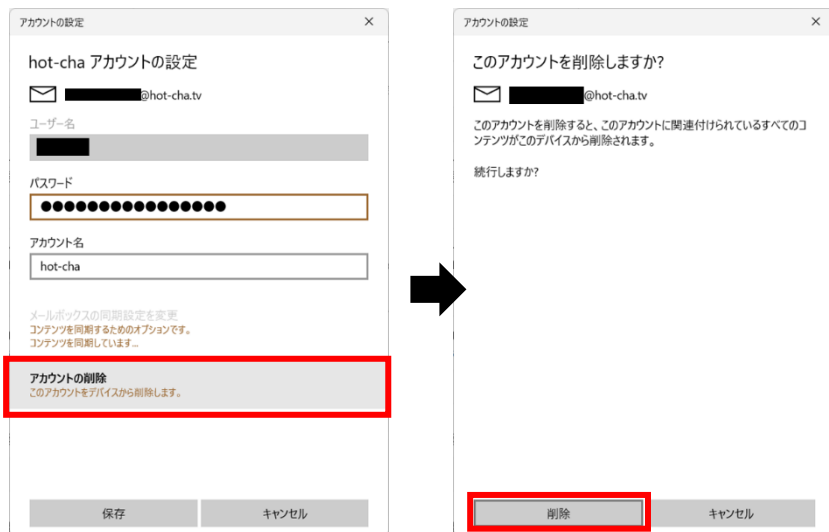 アカウントの設定
hot-cha アカウントの設定
@hot-cha.tv
ユーザー名
パスワード
●●●●●●●●●●●●●●●●
アカウント名
hot-cha
メールボックスの同期設定を変更
コンテンツを同期するためのオプションです。
コンテンツを同期しています...
アカウントの削除
このアカウントをデバイスから削除します。
保存
キャンセル
アカウントの設定
このアカウントを削除しますか?
@hot-cha.tv
このアカウントを削除すると、このアカウントに関連付けられているすべてのコ
ンテンツがこのデバイスから削除されます。
続行しますか?
削除
キャンセル